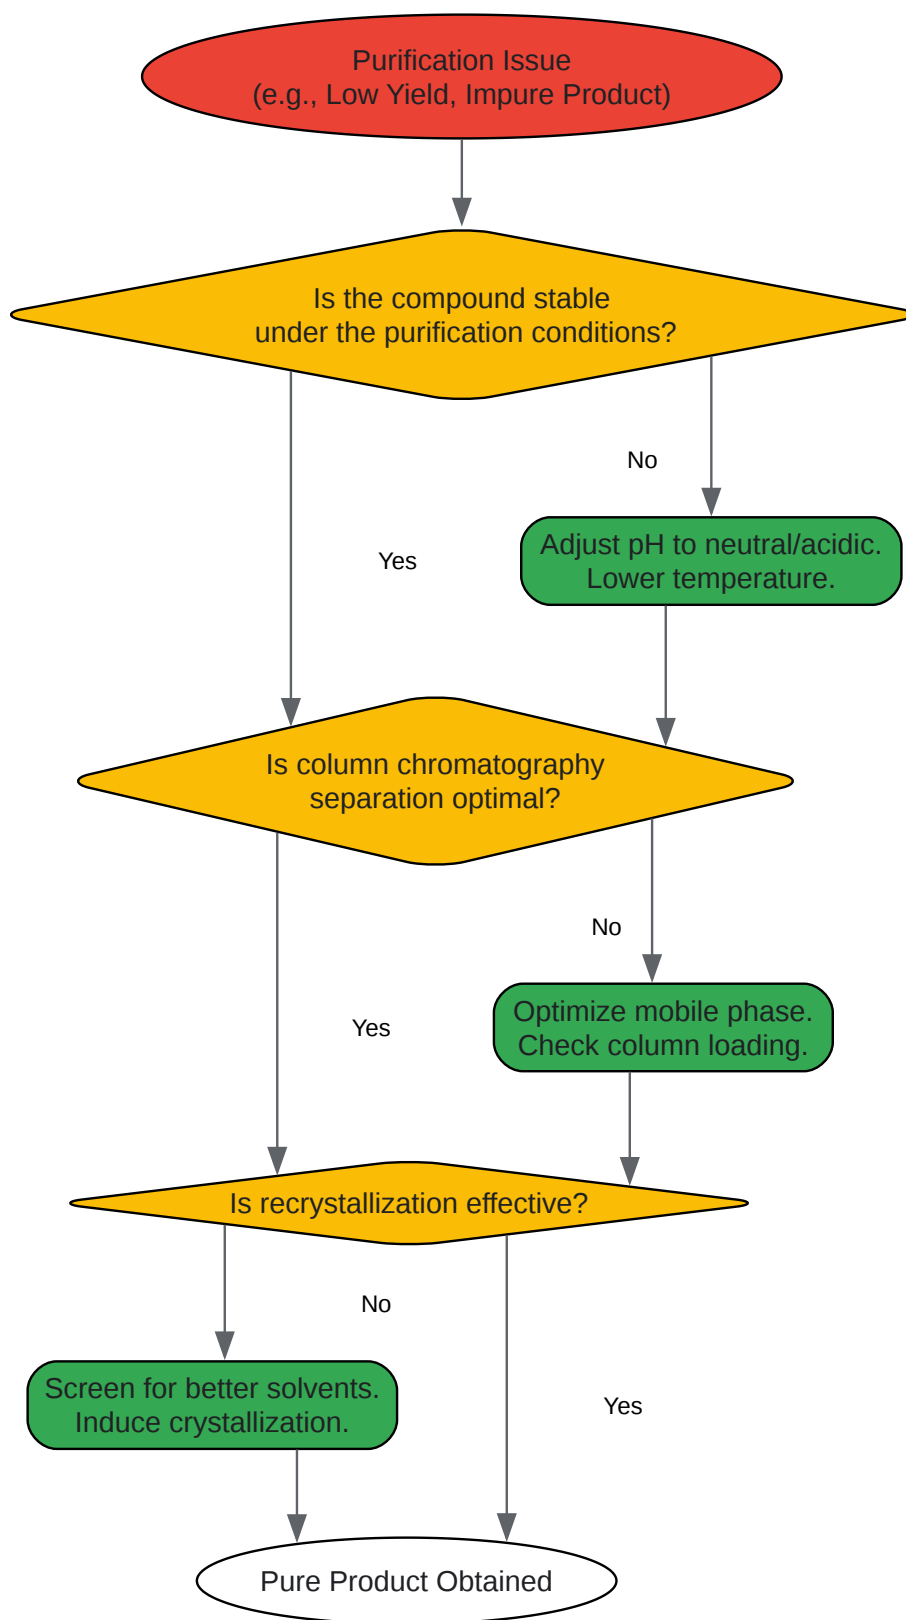 Purification Issue
(e.g., Low Yield, Impure Product)
Is the compound stable
under the purification conditions?
No
Yes
Adjust pH to neutral/acidic.
Lower temperature.
Is column chromatography
separation optimal?
No
Yes
Optimize mobile phase.
Check column loading.
Is recrystallization effective?
No
Screen for better solvents.
Induce crystallization.
Yes
Pure Product Obtained